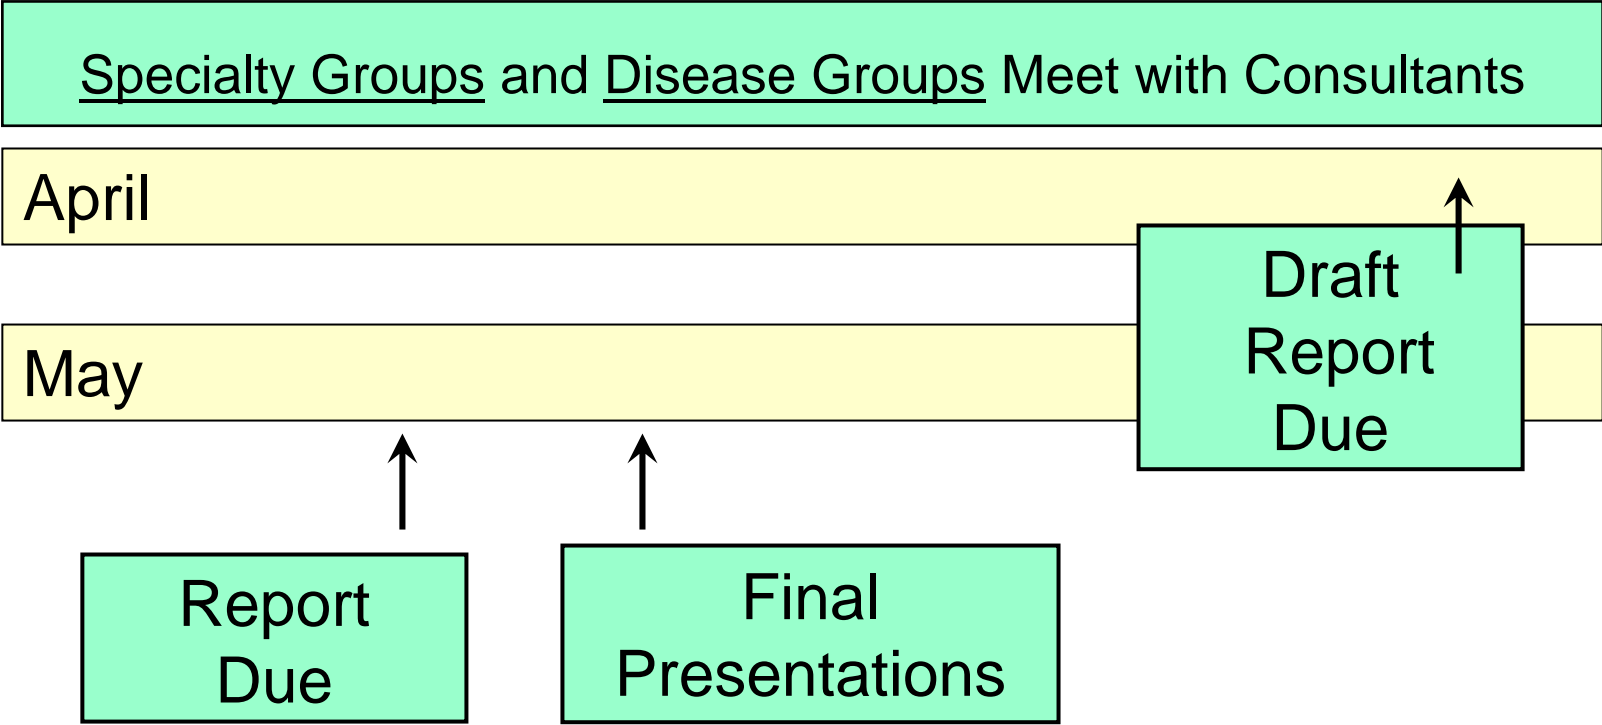 Specialty Groups and Disease Groups Meet with Consultants
April
Draft
Report
Due
May
Report
Due
Final
Presentations